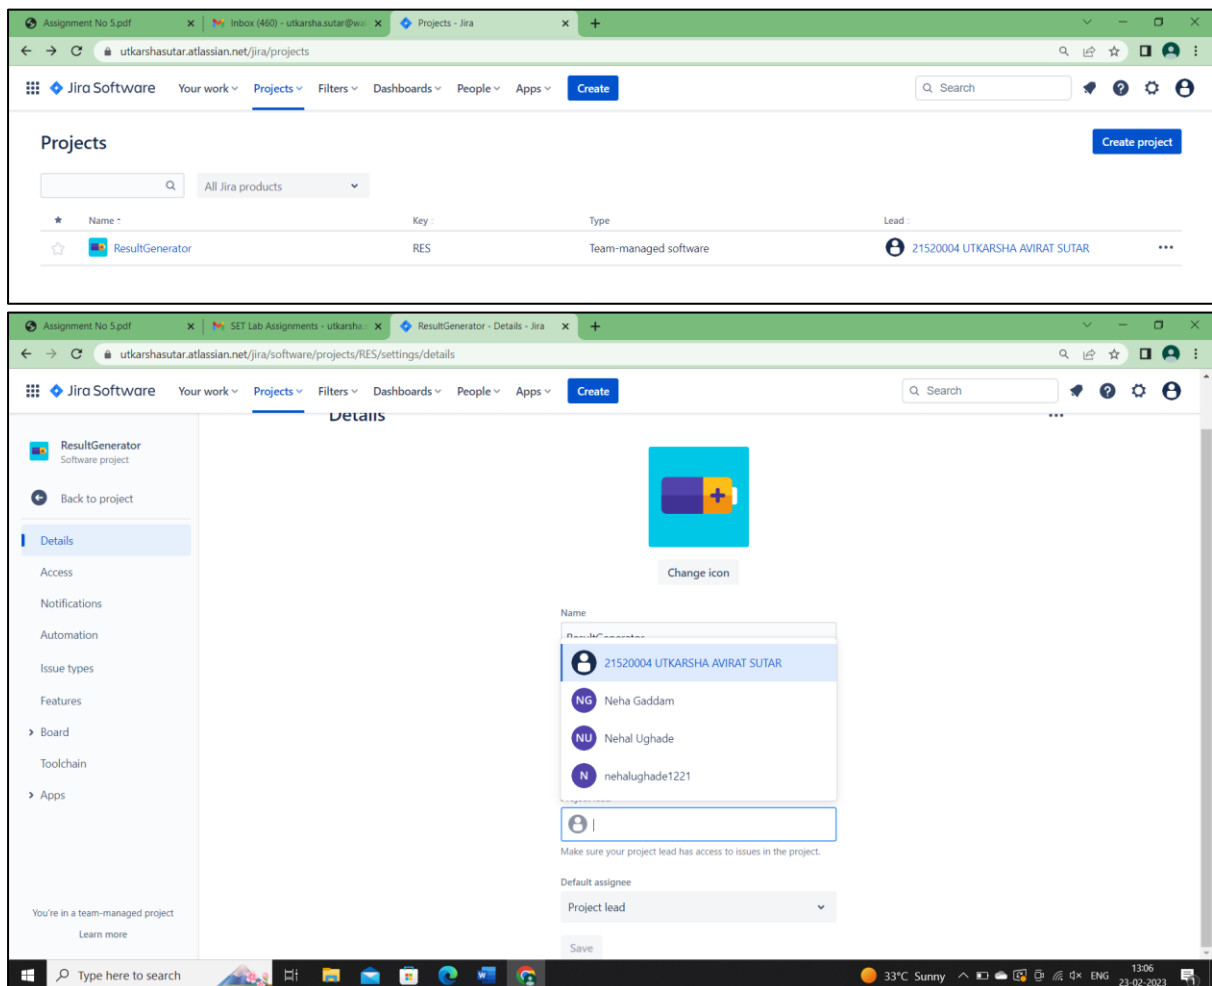 Assignment No 5.pdf Inbox (460) - utkarsha.sutar@wal Projects - Jira
utkarshasutar.atlassian.net/jira/projects
Jira Software Your work Projects Filters Dashboards People Apps Create Search
Projects Create project
All Jira products
Name Key Type Lead
ResultGenerator RES Team-managed software 21520004 UTKARSHA AVIRAT SUTAR
Assignment No 5.pdf SET Lab Assignments - utkarsha. ResultGenerator - Details - Jira
utkarshasutar.atlassian.net/jira/software/projects/RES/settings/details
Jira Software Your work Projects Filters Dashboards People Apps Create Search
Details
ResultGenerator
Software project
Back to project
Details
Access
Notifications
Automation
Issue types
Features
Board
Toolchain
Apps
You're in a team-managed project
Learn more
Change icon
Name
ResultGenerator
21520004 UTKARSHA AVIRAT SUTAR
NG Neha Gaddam
NU Nehal Ughade
N nehalughade1221
Project lead
Make sure your project lead has access to issues in the project.
Default assignee
Project lead
Save
Type here to search 33°C Sunny ENG 13:06
23-02-2023